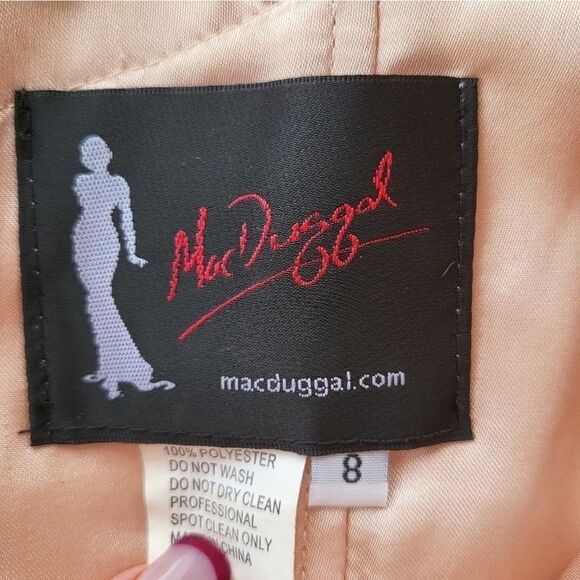 Mac Duggal
macduggal.com
100% POLYESTER
DO NOT WASH
DO NOT DRY CLEAN
PROFESSIONAL
SPOT CLEAN ONLY
CHINA
8